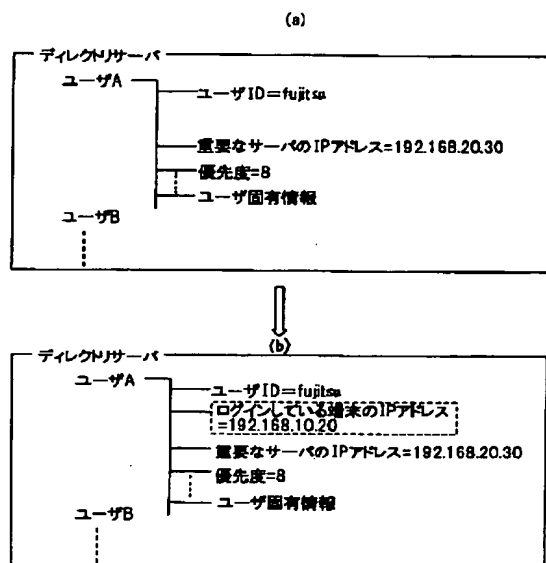 (a)
ディレクトリサーバ
ユーザA
ユーザID=fujitsu
重要なサーバのIPアドレス=192.168.20.30
優先度=8
ユーザ固有情報
ユーザB
(b)
ディレクトリサーバ
ユーザA
ユーザID=fujitsu
ログインしている端末のIPアドレス
=192.168.10.20
重要なサーバのIPアドレス=192.168.20.30
優先度=8
ユーザ固有情報
ユーザB